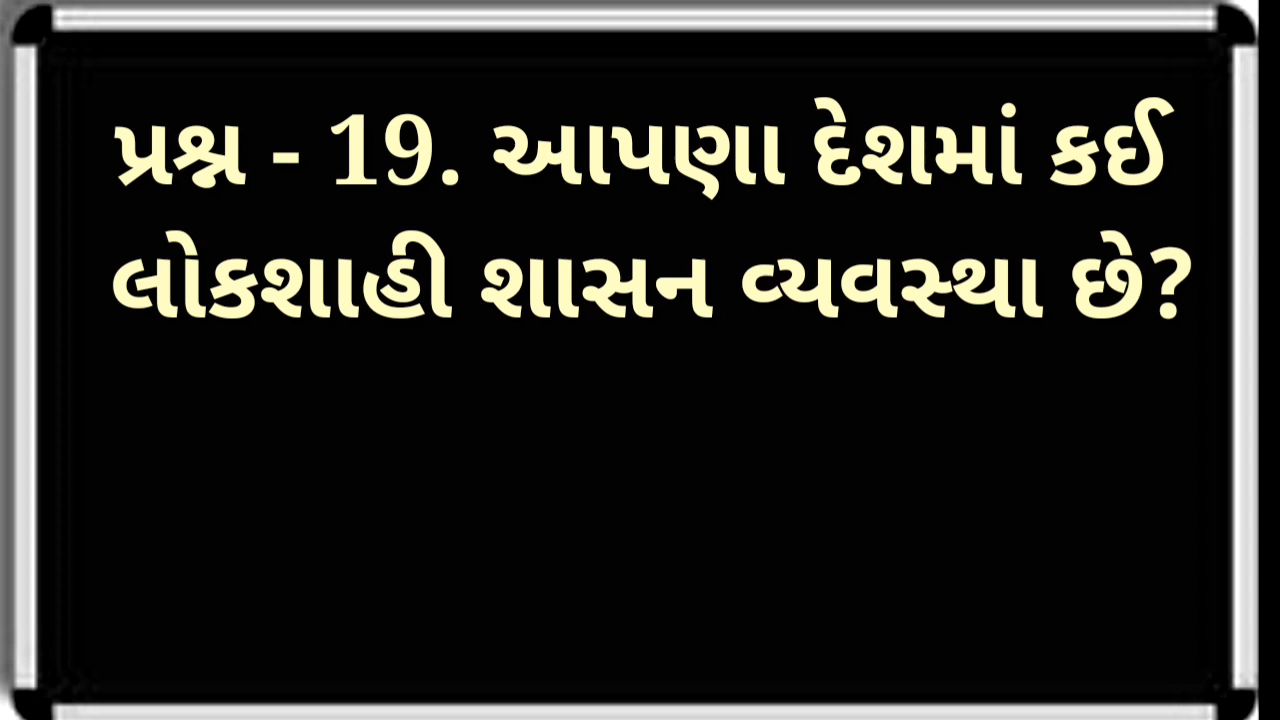 પ્રશ્ન - 19. આપણા દેશમાં કઈ
લોકશાહી શાસન વ્યવસ્થા છે?